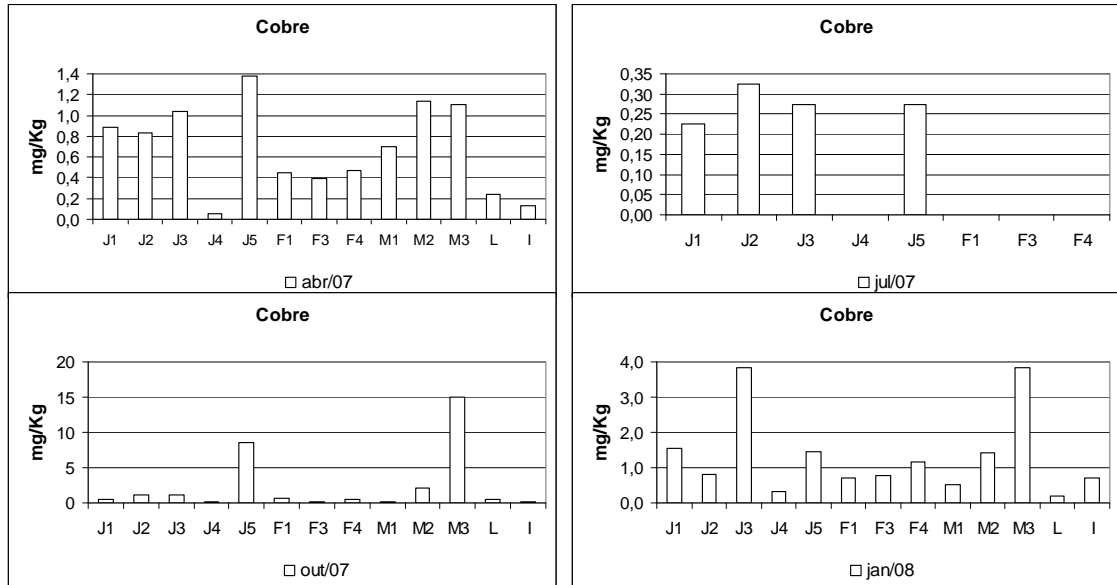 Cobre
mg/Kg
1,4
1,2
1,0
0,8
0,6
0,4
0,2
0,0
J1 J2 J3 J4 J5 F1 F3 F4 M1 M2 M3 L I
abr/07
Cobre
mg/Kg
0,35
0,30
0,25
0,20
0,15
0,10
0,05
0,00
J1 J2 J3 J4 J5 F1 F3 F4
jul/07
Cobre
mg/Kg
20
15
10
5
0
J1 J2 J3 J4 J5 F1 F3 F4 M1 M2 M3 L I
out/07
Cobre
mg/Kg
4,0
3,0
2,0
1,0
0,0
J1 J2 J3 J4 J5 F1 F3 F4 M1 M2 M3 L I
jan/08